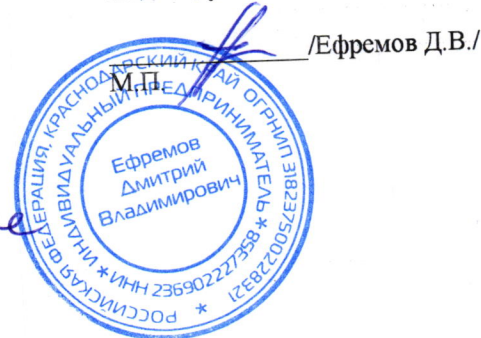 /Ефремов Д.В./
М.П.
РОССИЙСКАЯ ФЕДЕРАЦИЯ, КРАСНОДАРСКИЙ КРАЙ ОГРНИП 318237500228321 *
* ИНДИВИДУАЛЬНЫЙ ПРЕДПРИНИМАТЕЛЬ *
ИНН 236902227358
Ефремов
Дмитрий
Владимирович